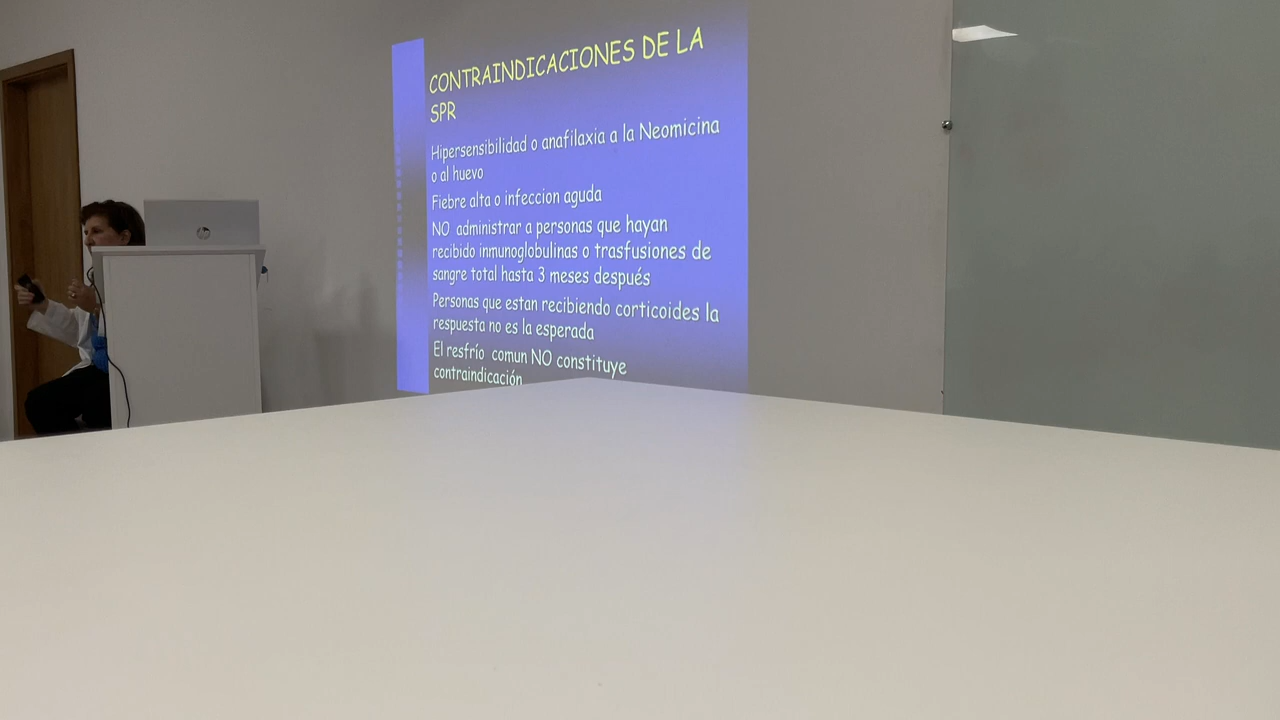 CONTRAINDICACIONES DE LA
SPR
Hipersensibilidad o anafilaxia a la Neomicina
o al huevo
Fiebre alta o infeccion aguda
NO administrar a personas que hayan
recibido inmunoglobulinas o trasfusiones de
sangre total hasta 3 meses después
Personas que estan recibiendo corticoides la
respuesta no es la esperada
El resfrío comun NO constituye
contraindicación